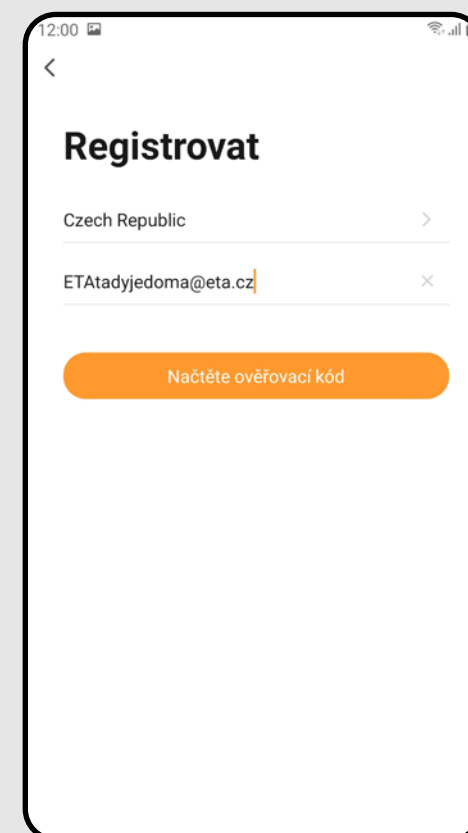 12:00
Registrovat
Czech Republic
ETAtadyjedoma@eta.cz
Načtěte ověřovací kód